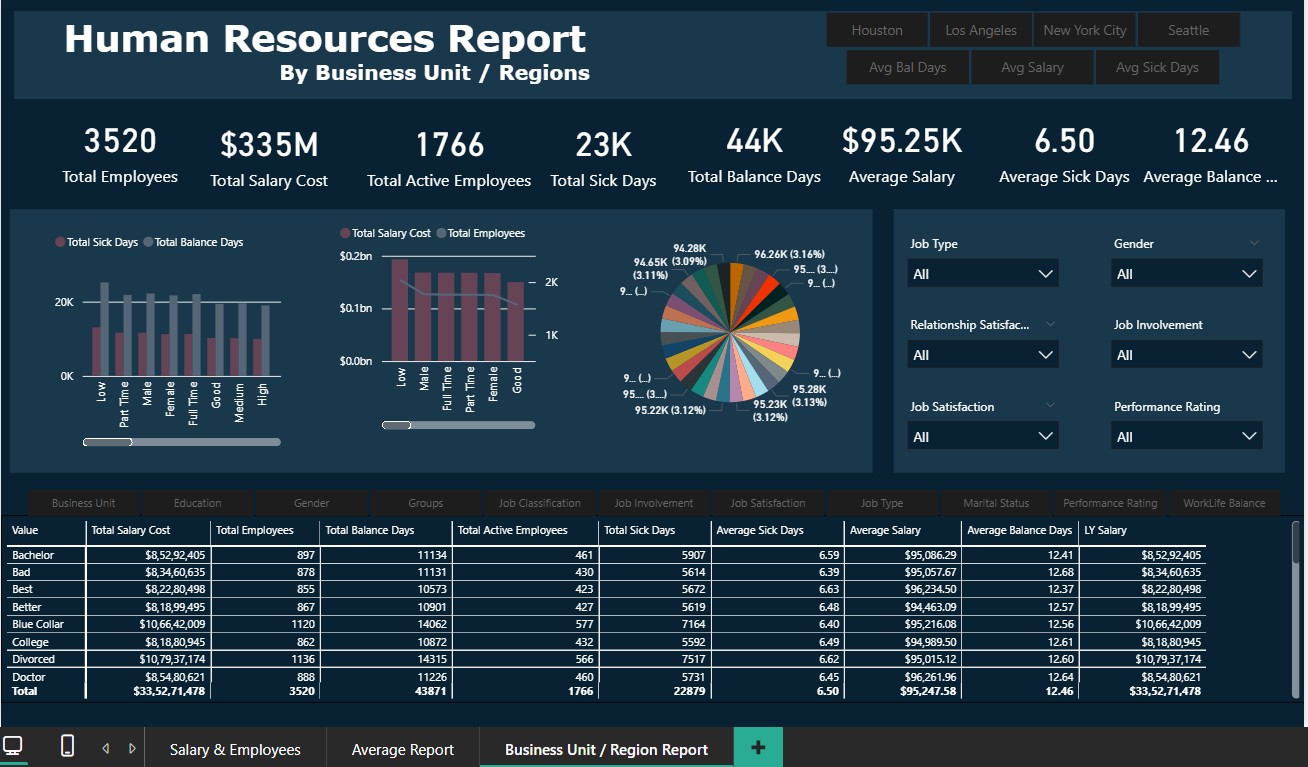 Human Resources Report
By Business Unit / Regions
Houston Los Angeles New York City Seattle
Avg Bal Days Avg Salary Avg Sick Days
3520 $335M 1766 23K 44K $95.25K 6.50 12.46
Total Employees Total Salary Cost Total Active Employees Total Sick Days Total Balance Days Average Salary Average Sick Days Average Balance ...
Total Sick Days Total Balance Days
20K
0K
Low Part Time Male Female Full Time Good Medium High
Total Salary Cost Total Employees
$0.2bn
$0.1bn
$0.0bn
2K
1K
Low Male Full Time Part Time Female Good
94.28K
(3.09%)
94.65K
(3.11%)
9... (...)
96.26K (3.16%)
95.... (3...)
9... (...)
9... (...)
95.... (3...)
95.22K (3.12%)
9... (...)
95.28K
(3.13%)
95.23K
(3.12%)
Job Type Gender
All All
Relationship Satisfac... Job Involvement
All All
Job Satisfaction Performance Rating
All All
Business Unit Education Gender Groups Job Classification Job Involvement Job Satisfaction Job Type Marital Status Performance Rating WorkLife Balance
Value Total Salary Cost Total Employees Total Balance Days Total Active Employees Total Sick Days Average Sick Days Average Salary Average Balance Days LY Salary
Bachelor $8,52,92,405 897 11134 461 5907 6.59 $95,086.29 12.41 $8,52,92,405
Bad $8,34,60,635 878 11131 430 5614 6.39 $95,057.67 12.68 $8,34,60,635
Best $8,22,80,498 855 10573 423 5672 6.63 $96,234.50 12.37 $8,22,80,498
Better $8,18,99,495 867 10901 427 5619 6.48 $94,463.09 12.57 $8,18,99,495
Blue Collar $10,66,42,009 1120 14062 577 7164 6.40 $95,216.08 12.56 $10,66,42,009
College $8,18,80,945 862 10872 432 5592 6.49 $94,989.50 12.61 $8,18,80,945
Divorced $10,79,37,174 1136 14315 566 7517 6.62 $95,015.12 12.60 $10,79,37,174
Doctor $8,54,80,621 888 11226 460 5731 6.45 $96,261.96 12.64 $8,54,80,621
Total $33,52,71,478 3520 43871 1766 22879 6.50 $95,247.58 12.46 $33,52,71,478
Salary & Employees Average Report Business Unit / Region Report +